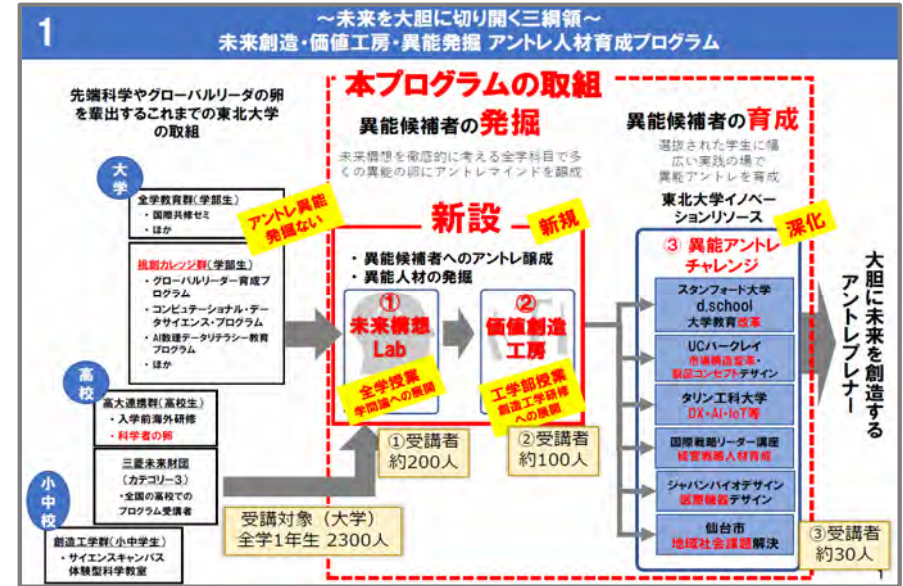 1
～未来を大胆に切り開く三綱領～
未来創造・価値工房・異能発掘 アントレ人材育成プログラム
先端科学やグローバルリーダの卵
を輩出するこれまでの東北大学
の取組
大学
全学教育群(学部生)
・ 国際共修ゼミ
・ ほか
アントレ異能
発掘ない
挑創カレッジ群(学部生)
・ グローバルリーダー育成プ
ログラム
・ コンピュテーショナル・デー
タサイエンス・プログラム
・ AI数理データリテラシー教育
プログラム
・ ほか
高校
高大連携群(高校生)
・入学前海外研修
・科学者の卵
三菱未来財団
(カテゴリー3)
・全国の高校での
プログラム受講者
小中校
創造工学群(小中学生)
・ サイエンスキャンパス
体験型科学教室
本プログラムの取組
異能候補者の発掘
未来構想を徹底的に考える全学科目で多
くの異能の卵にアントレマインドを醸成
新設
新規
・ 異能候補者へのアントレ醸成
・ 異能人材の発掘
①
未来構想
Lab
全学授業
学問論への展開
②
価値創造
工房
工学部授業
創造工学研修
への展開
①受講者
約200人
②受講者
約100人
受講対象（大学）
全学1年生 2300人
異能候補者の育成
選抜された学生に幅
広い実践の場で
異能アントレを育成
東北大学イノベー
ションリソース
深化
③ 異能アントレ
チャレンジ
スタンフォード大学
d.school
大学教育改革
UCバークレイ
市場構造変革・
製品コンセプトデザイン
タリン工科大学
DX・AI・IoT等
国際戦略リーダー講座
経営戦略人材育成
ジャパンバイオデザイン
医療機器デザイン
仙台市
地域社会課題解決
③受講者
約30人
大胆に未来を創造する
アントレプレナー
1